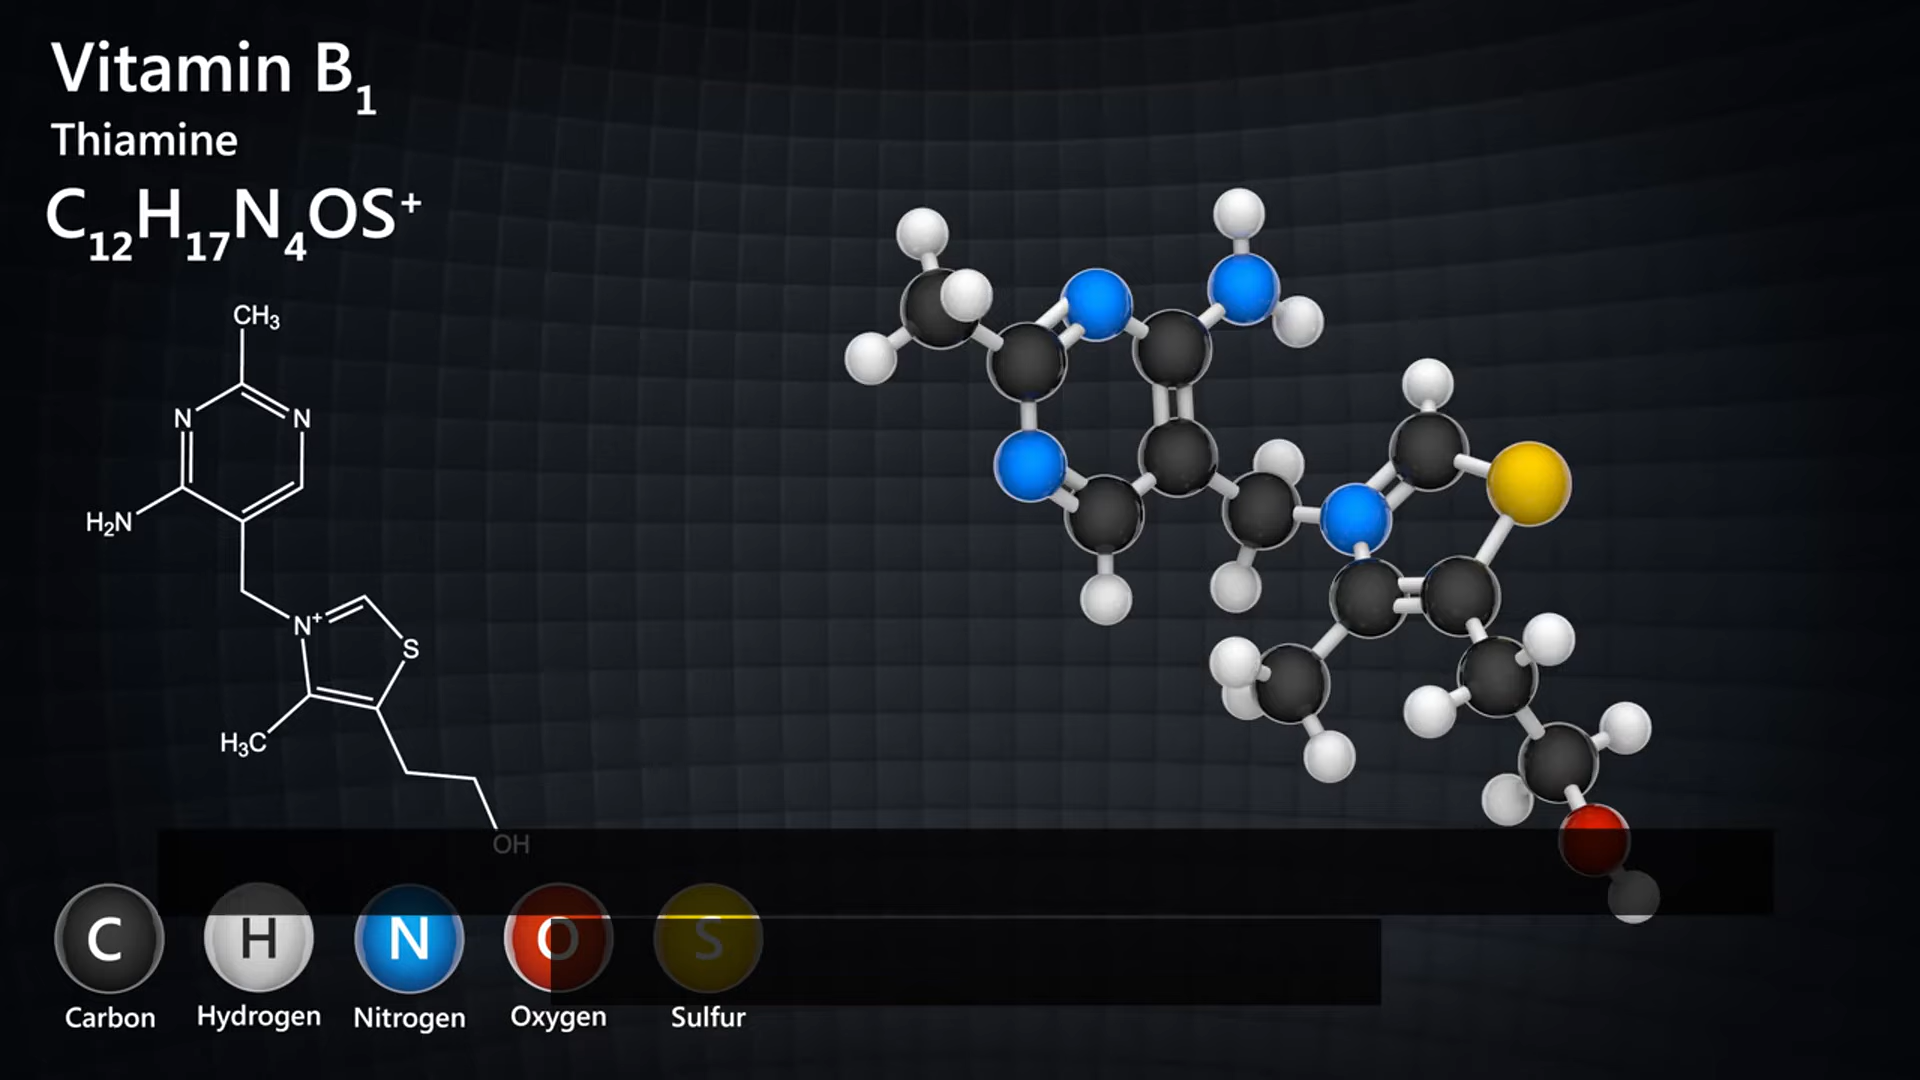 Vitamin B₁
Thiamine
C₁₂H₁₇N₄OS⁺
CH₃
N N
H₂N
N⁺
S
H₃C
OH
C H N O S
Carbon Hydrogen Nitrogen Oxygen Sulfur